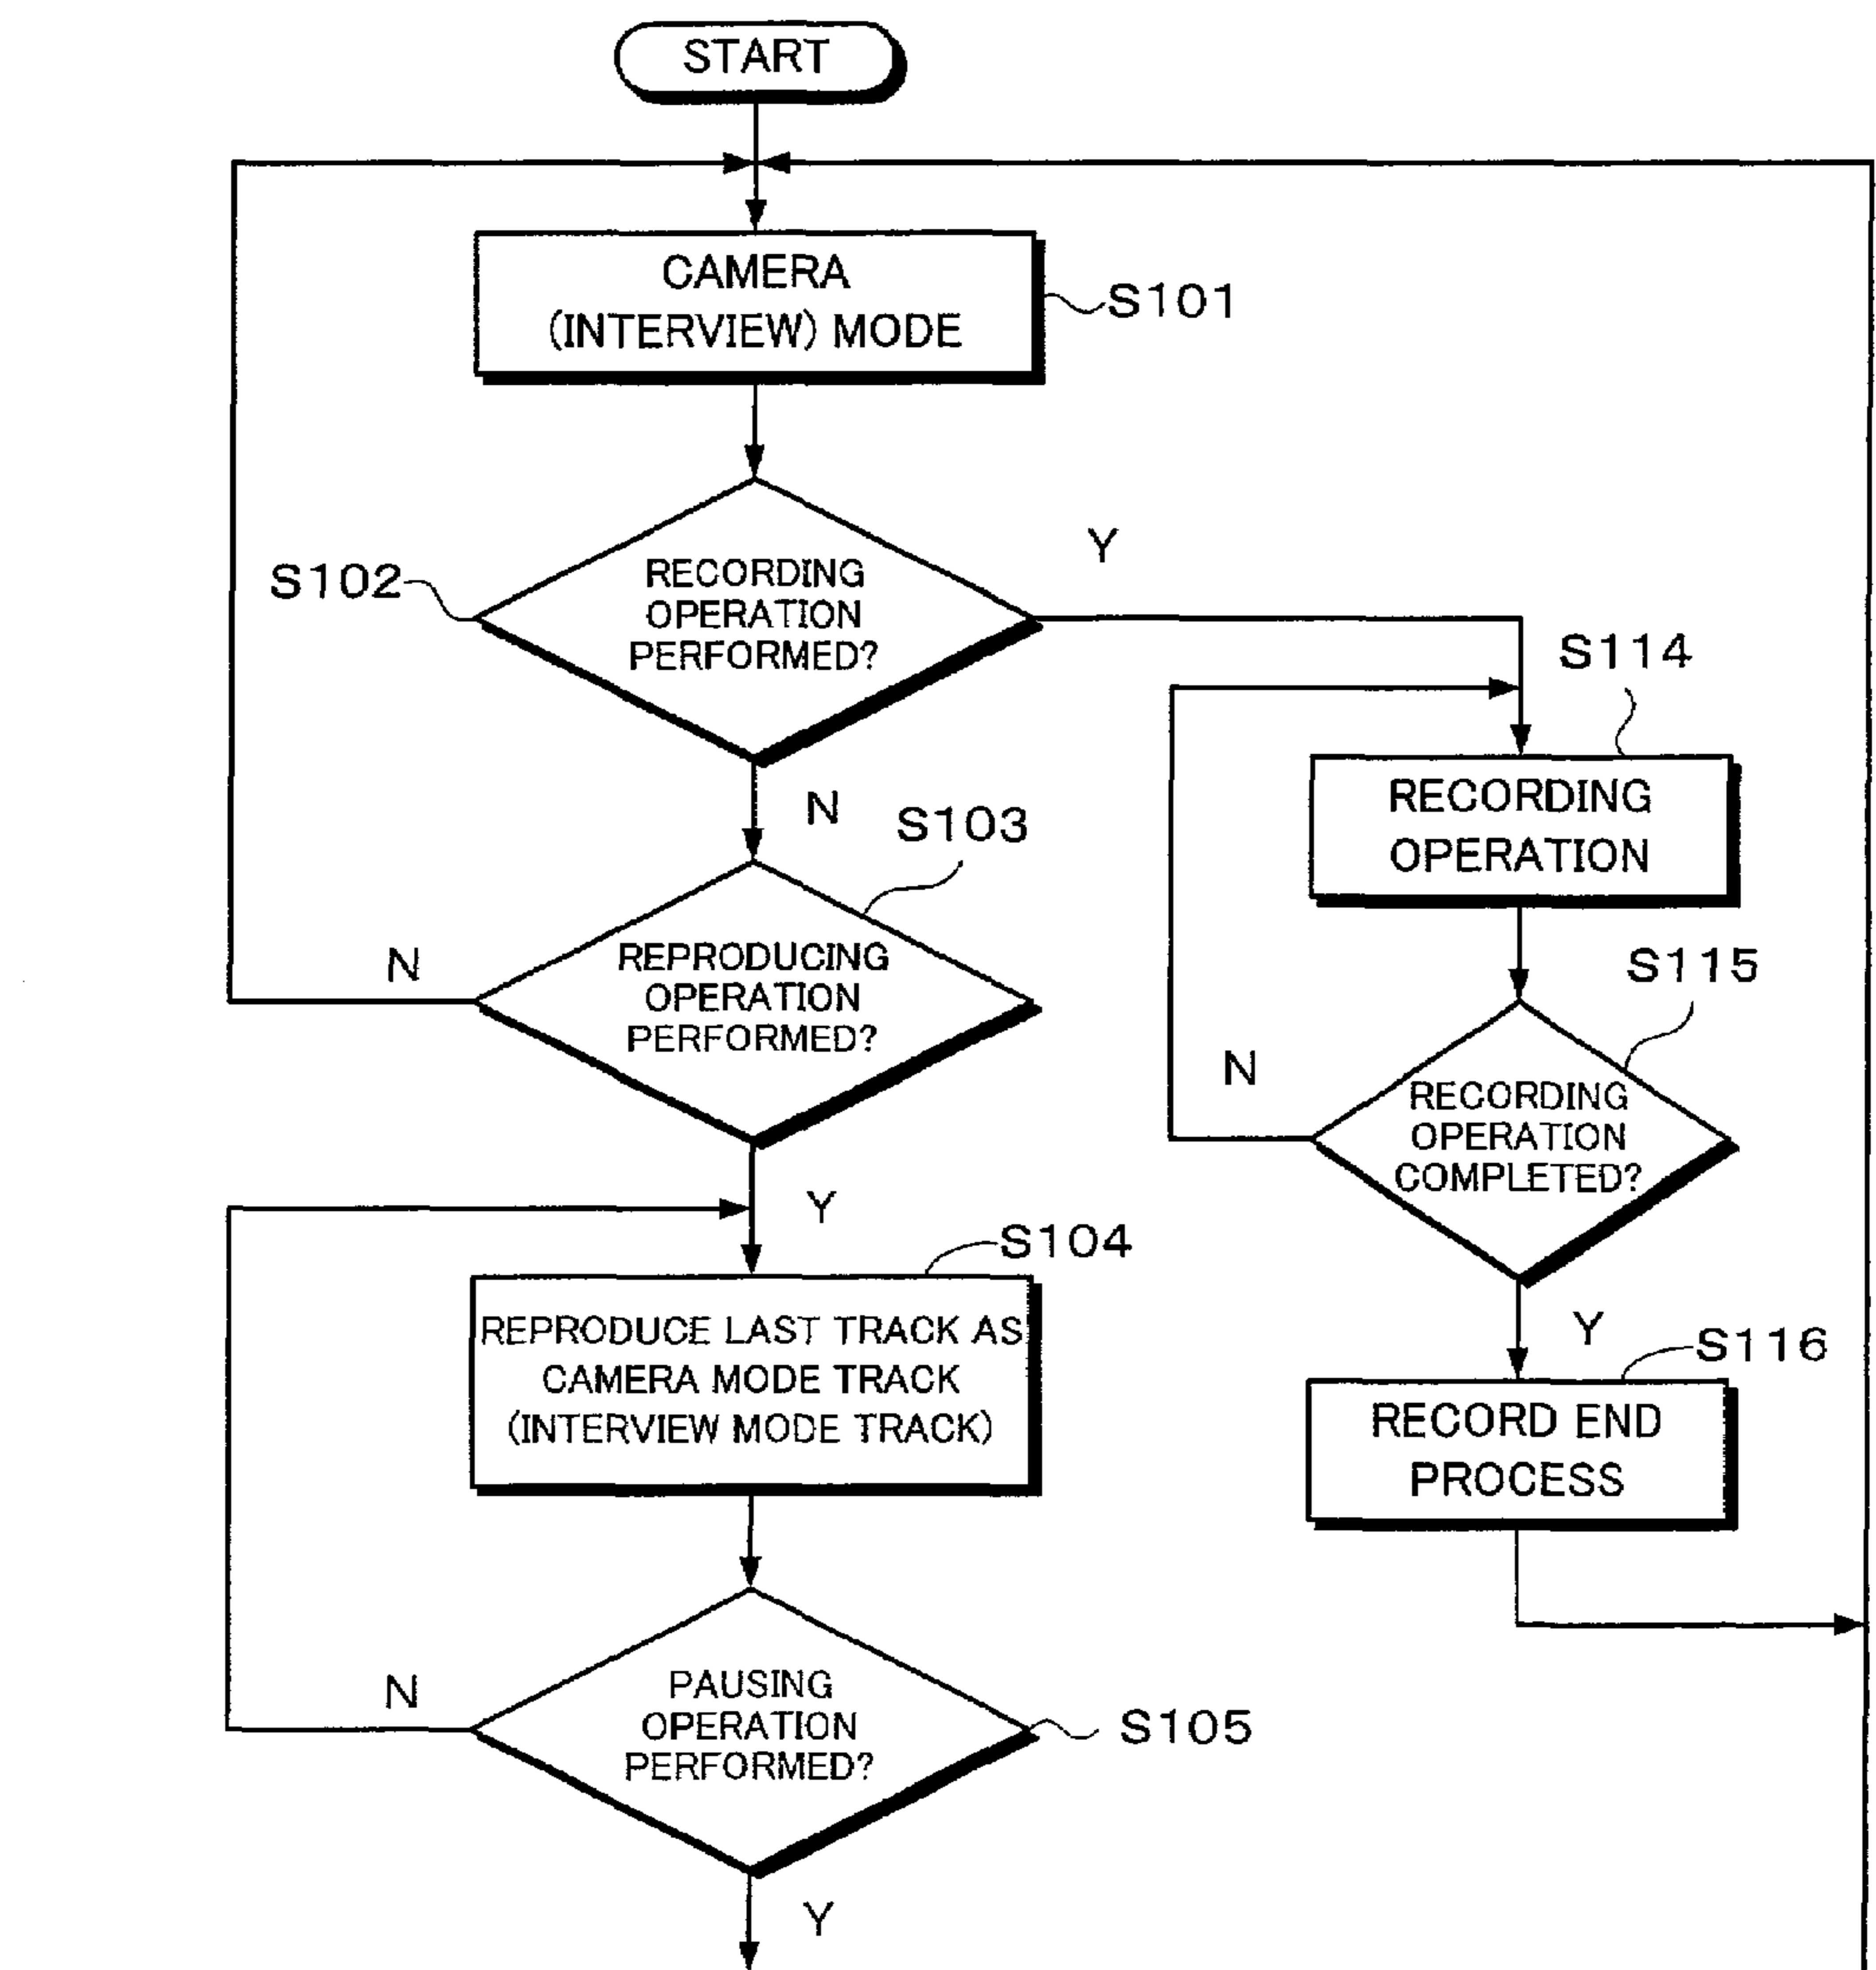 START
CAMERA
(INTERVIEW) MODE
S101
S102
RECORDING
OPERATION
PERFORMED?
Y
N
S103
REPRODUCING
OPERATION
PERFORMED?
N
Y
S104
REPRODUCE LAST TRACK AS
CAMERA MODE TRACK
(INTERVIEW MODE TRACK)
PAUSING
OPERATION
PERFORMED?
N
S105
Y
S114
RECORDING
OPERATION
S115
RECORDING
OPERATION
COMPLETED?
N
Y
S116
RECORD END
PROCESS